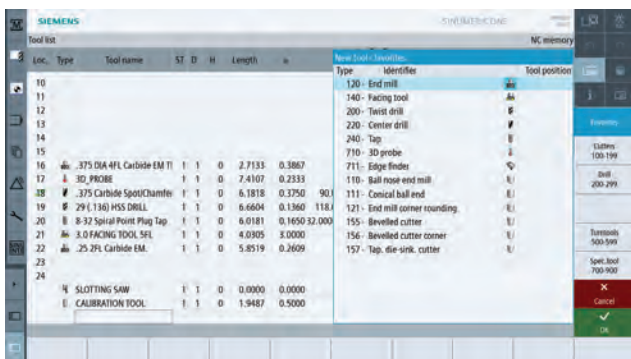 SIEMENS
SINUMERIK ONE
Tool list
NC memory
Loc. Type Tool name ST D H Length ø
New tool - favorites
Type Identifier Tool position
10
11
12
13
14
15
16 .375 DIA 4FL Carbide EM TI 1 1 0 2.7133 0.3867
17 3D_PROBE 1 1 0 7.4107 0.2333
18 .375 Carbide Spot/Chamfer 1 1 0 6.1818 0.3750 90.
19 29 (.136) HSS DRILL 1 1 0 6.6604 0.1360 118.
20 8-32 Spiral Point Plug Tap 1 1 0 6.0181 0.1650 32.000
21 3.0 FACING TOOL 5FL 1 1 0 4.0305 3.0000
22 .25 2FL Carbide EM. 1 1 0 5.8519 0.2609
23
24
SLOTTING SAW 1 1 0 0.0000 0.0000
CALIBRATION TOOL 1 1 0 1.9487 0.5000
120 - End mill
140 - Facing tool
200 - Twist drill
220 - Center drill
240 - Tap
710 - 3D probe
711 - Edge finder
110 - Ball nose end mill
111 - Conical ball end
121 - End mill corner rounding
155 - Bevelled cutter
156 - Bevelled cutter corner
157 - Tap. die-sink. cutter
Favorites
Cutters
100-199
Drill
200-299
Turn.tools
500-599
Spec.tool
700-900
Cancel
OK